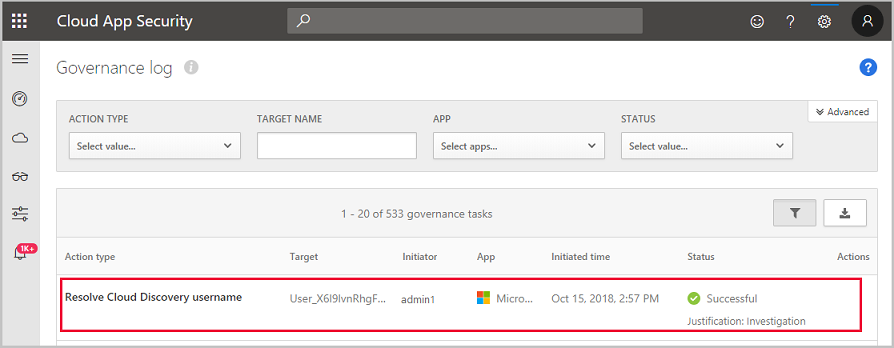 Cloud App Security
?
Governance log i
?
ACTION TYPE TARGET NAME APP STATUS Advanced
Select value... Select apps... Select value...
1 - 20 of 533 governance tasks
1K+
Action type Target Initiator App Initiated time Status Actions
Resolve Cloud Discovery username User_X6I9IvnRhgF... admin1 Micro... Oct 15, 2018, 2:57 PM Successful
Justification: Investigation